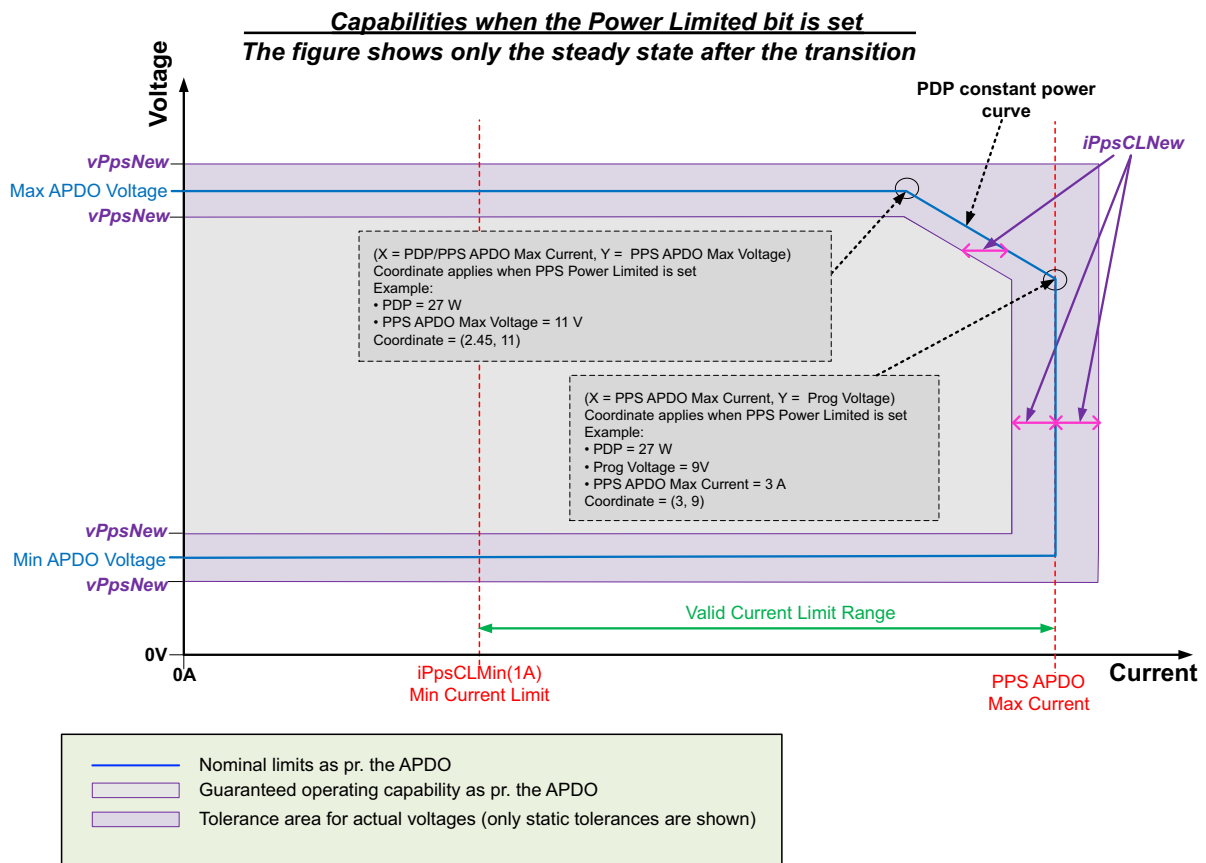 Capabilities when the Power Limited bit is set
The figure shows only the steady state after the transition
Voltage
PDP constant power
curve
vPpsNew
iPpsCLNew
Max APDO Voltage
vPpsNew
(X = PDP/PPS APDO Max Current, Y =  PPS APDO Max Voltage)
Coordinate applies when PPS Power Limited is set
Example:
• PDP = 27 W
• PPS APDO Max Voltage = 11 V
Coordinate = (2.45, 11)
(X = PPS APDO Max Current, Y =  Prog Voltage)
Coordinate applies when PPS Power Limited is set
Example:
• PDP = 27 W
• Prog Voltage = 9V
• PPS APDO Max Current = 3 A
Coordinate = (3, 9)
vPpsNew
Min APDO Voltage
vPpsNew
Valid Current Limit Range
0V
0A
iPpsCLMin(1A)
Min Current Limit
PPS APDO
Max Current
Current
Nominal limits as pr. the APDO
Guaranteed operating capability as pr. the APDO
Tolerance area for actual voltages (only static tolerances are shown)